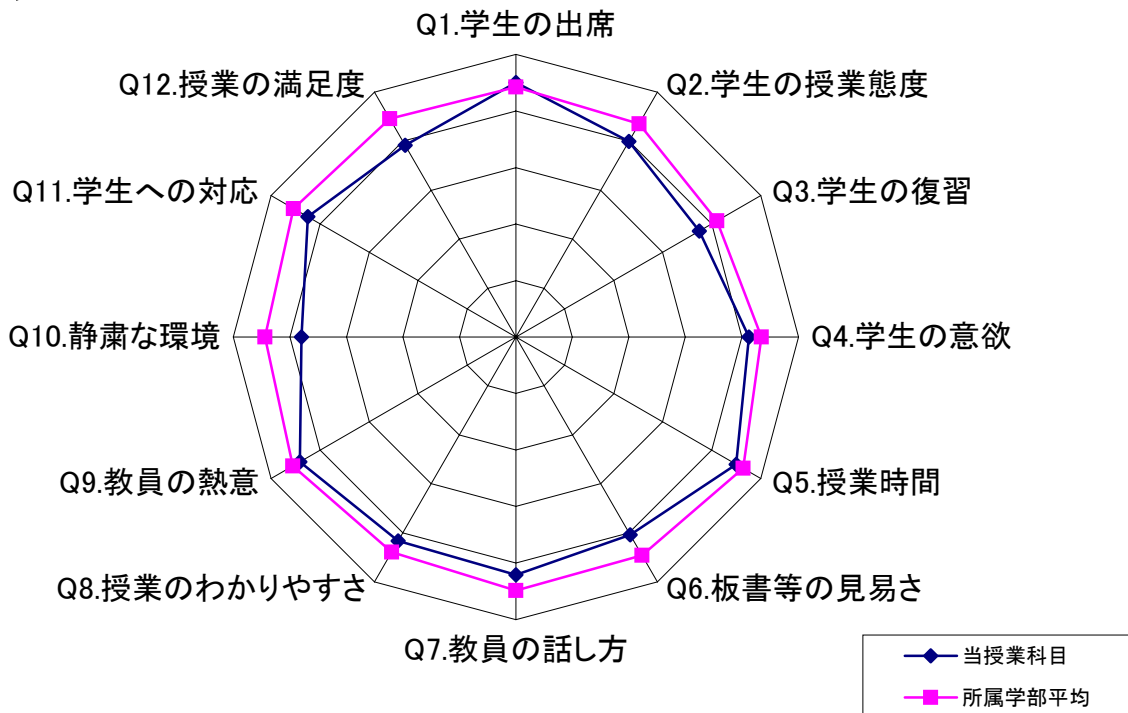 Q1.学生の出席
Q2.学生の授業態度
Q3.学生の復習
Q4.学生の意欲
Q5.授業時間
Q6.板書等の見易さ
Q7.教員の話し方
Q8.授業のわかりやすさ
Q9.教員の熱意
Q10.静粛な環境
Q11.学生への対応
Q12.授業の満足度
当授業科目
所属学部平均